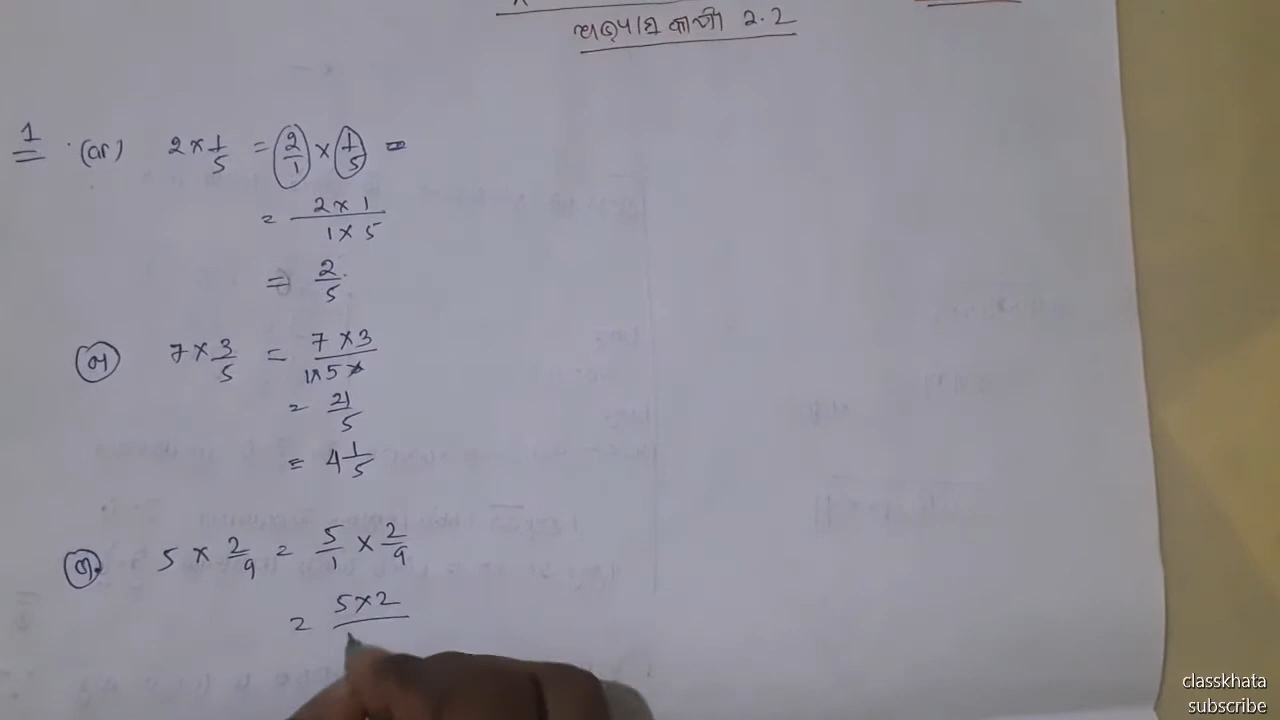 ଅଭ୍ୟାସ କାର୍ଯ୍ୟ 2.2
1 (କ) 2 × 1/5 = 2/1 × 1/5 =
= 2 × 1 / 1 × 5
= 2/5
(ଖ) 7 × 3/5 = 7 × 3 / 1 × 5
= 21/5
= 4 1/5
(ଗ) 5 × 2/9 = 5/1 × 2/9
= 5 × 2
classkhata
subscribe